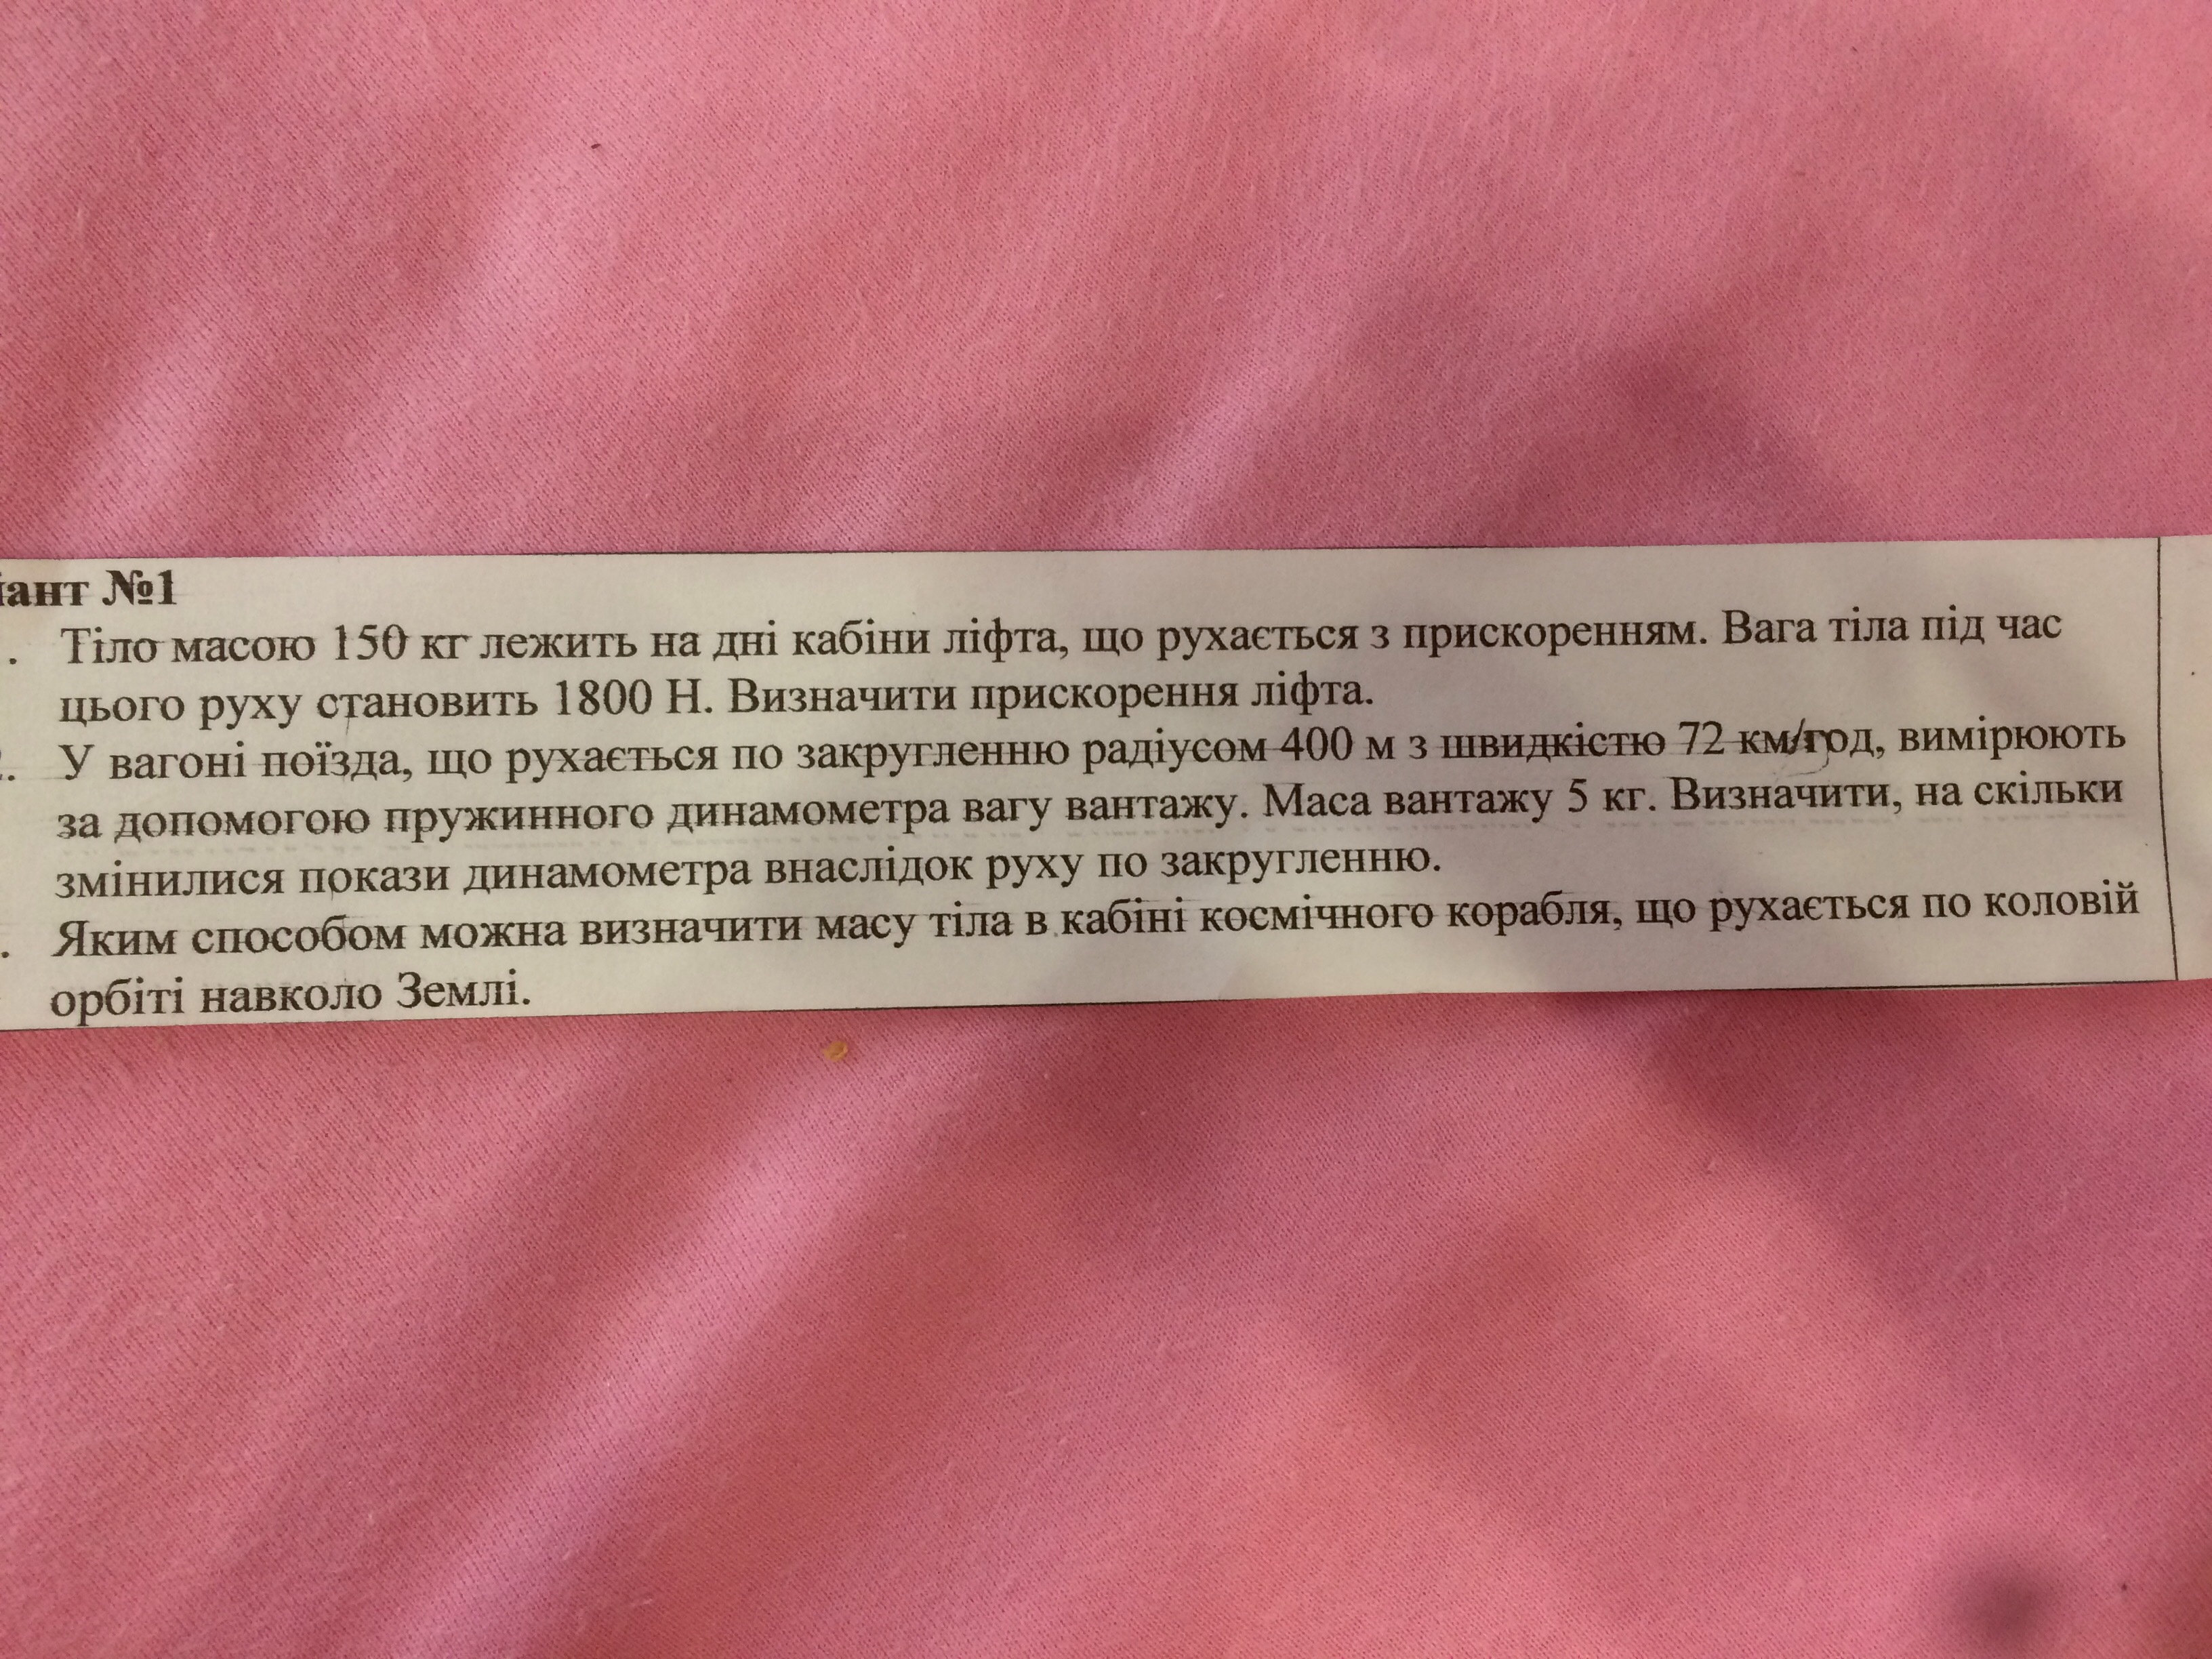 іант №1
. Тіло масою 150 кг лежить на дні кабіни ліфта, що рухається з прискоренням. Вага тіла під час
цього руху становить 1800 Н. Визначити прискорення ліфта.
2. У вагоні поїзда, що рухається по закругленню радіусом 400 м з швидкістю 72 км/год, вимірюють
за допомогою пружинного динамометра вагу вантажу. Маса вантажу 5 кг. Визначити, на скільки
змінилися покази динамометра внаслідок руху по закругленню.
. Яким способом можна визначити масу тіла в кабіні космічного корабля, що рухається по коловій
орбіті навколо Землі.